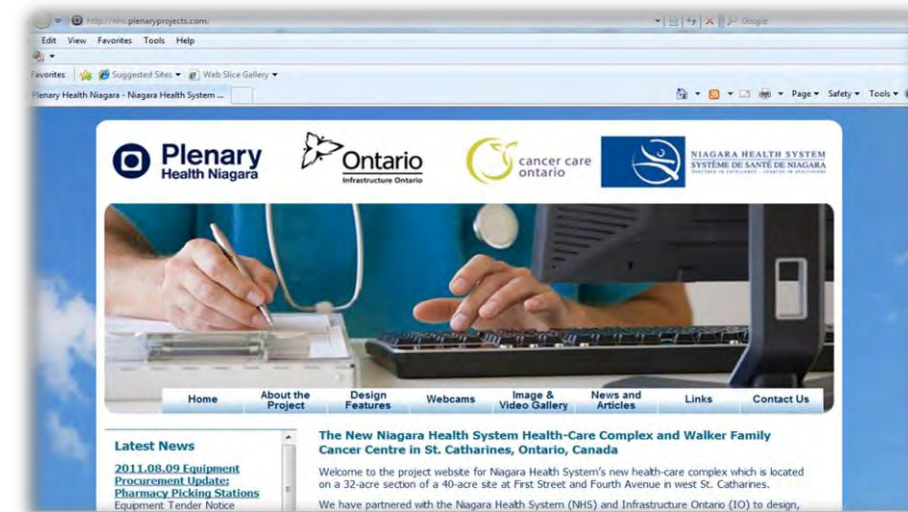 http://nhs.plenaryprojects.com/
Google
Edit View Favorites Tools Help
Favorites Suggested Sites Web Slice Gallery
Plenary Health Niagara - Niagara Health System ...
Page Safety Tools
Plenary
Health Niagara
Ontario
Infrastructure Ontario
cancer care
ontario
NIAGARA HEALTH SYSTEM
SYSTÈME DE SANTÉ DE NIAGARA
Home
About the
Project
Design
Features
Webcams
Image &
Video Gallery
News and
Articles
Links
Contact Us
Latest News
2011.08.09 Equipment
Procurement Update:
Pharmacy Picking Stations
Equipment Tender Notice
The New Niagara Health System Health-Care Complex and Walker Family
Cancer Centre in St. Catharines, Ontario, Canada
Welcome to the project website for Niagara Health System's new health-care complex which is located
on a 32-acre section of a 40-acre site at First Street and Fourth Avenue in west St. Catharines.
We have partnered with the Niagara Health System (NHS) and Infrastructure Ontario (IO) to design,